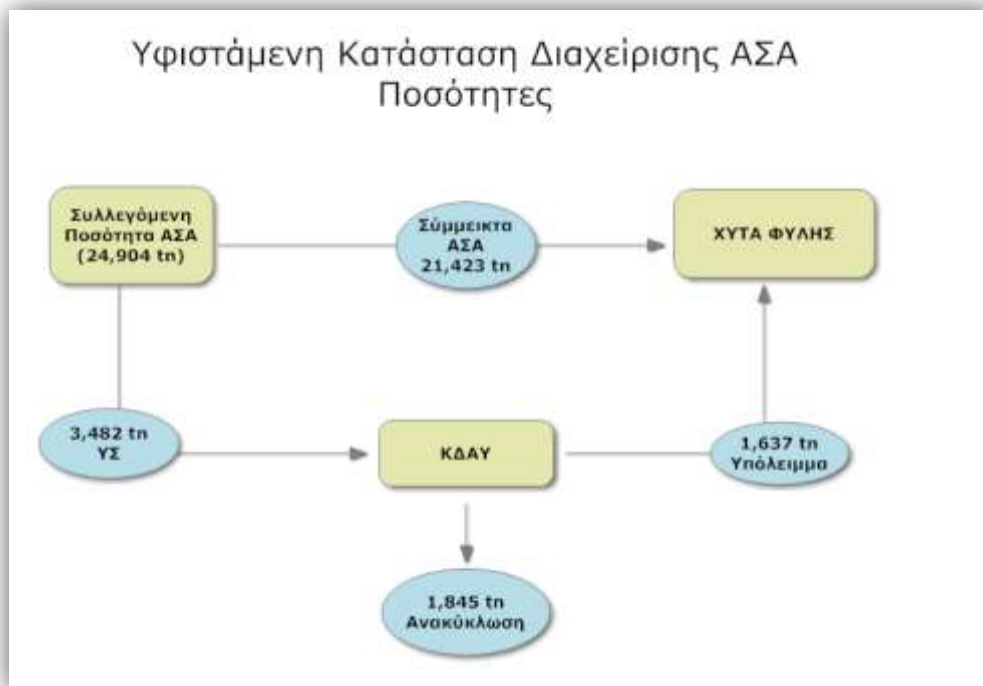 Υφιστάμενη Κατάσταση Διαχείρισης ΑΣΑ
Ποσότητες
Συλλεγόμενη
Ποσότητα ΑΣΑ
(24,904 tn)
Σύμμεικτα
ΑΣΑ
21,423 tn
ΧΥΤΑ ΦΥΛΗΣ
3,482 tn
ΥΣ
ΚΔΑΥ
1,637 tn
Υπόλειμμα
1,845 tn
Ανακύκλωση